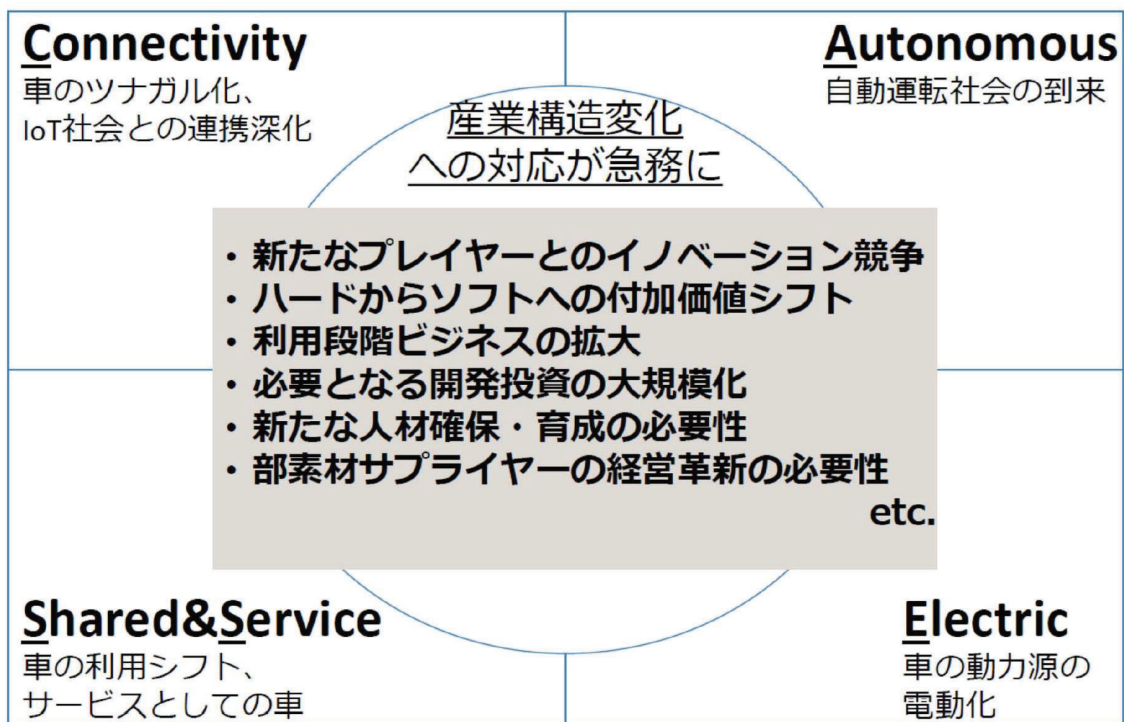 Connectivity
車のツナガル化、
IoT社会との連携深化
Autonomous
自動運転社会の到来
産業構造変化
への対応が急務に
・新たなプレイヤーとのイノベーション競争
・ハードからソフトへの付加価値シフト
・利用段階ビジネスの拡大
・必要となる開発投資の大規模化
・新たな人材確保・育成の必要性
・部素材サプライヤーの経営革新の必要性
etc.
Shared&Service
車の利用シフト、
サービスとしての車
Electric
車の動力源の
電動化